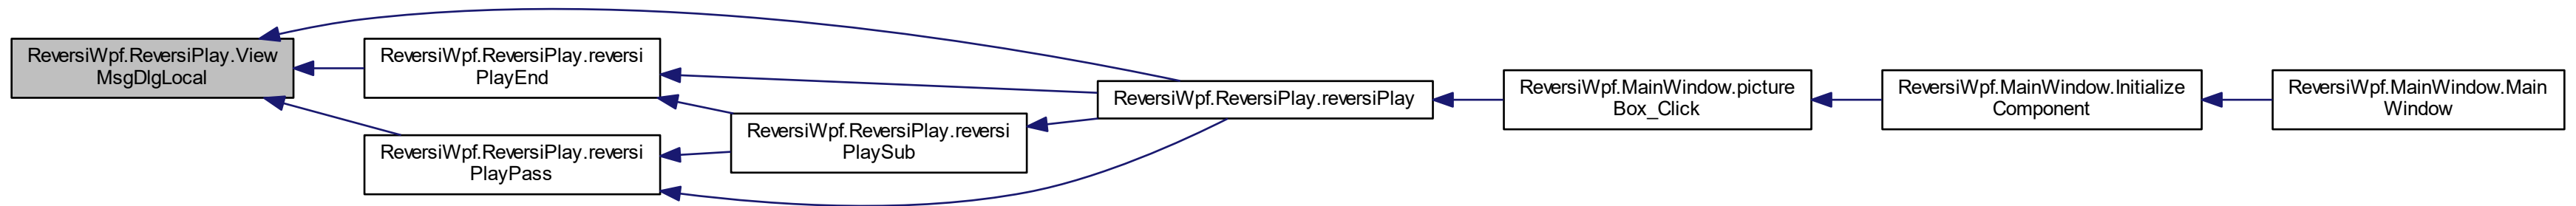 ReversiWpf.ReversiPlay.View
MsgDlgLocal
ReversiWpf.ReversiPlay.reversi
PlayEnd
ReversiWpf.ReversiPlay.reversi
PlayPass
ReversiWpf.ReversiPlay.reversi
PlaySub
ReversiWpf.ReversiPlay.reversiPlay
ReversiWpf.MainWindow.picture
Box_Click
ReversiWpf.MainWindow.Initialize
Component
ReversiWpf.MainWindow.Main
Window